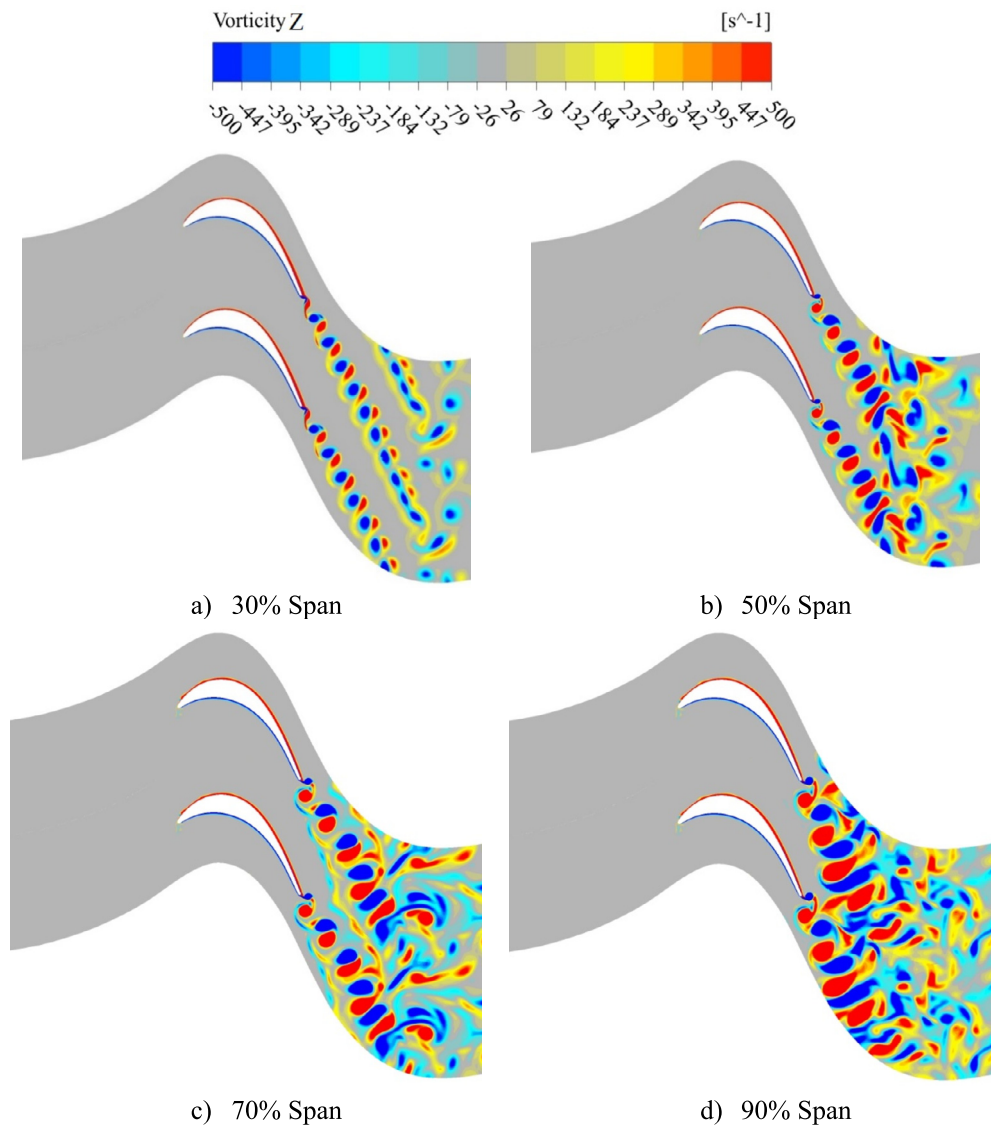 Vorticity Z [s^-1]
-500 -447 -395 -342 -289 -237 -184 -132 -79 -26 26 79 132 184 237 289 342 395 447 500
a) 30% Span b) 50% Span
c) 70% Span d) 90% Span